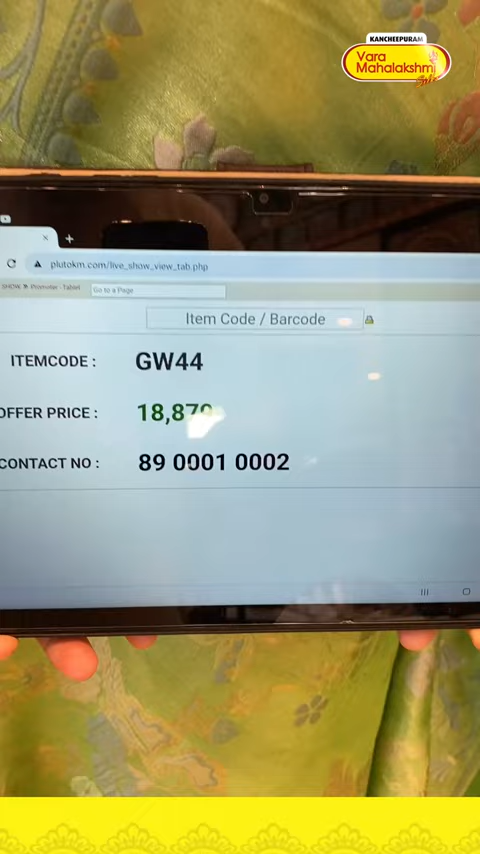 KANCHEEPURAM
Vara
Mahalakshmi
plutokm.com/live_show_view_tab.php
Go to a Page
Item Code / Barcode
ITEMCODE : GW44
OFFER PRICE :
CONTACT NO : 89 0001 0002